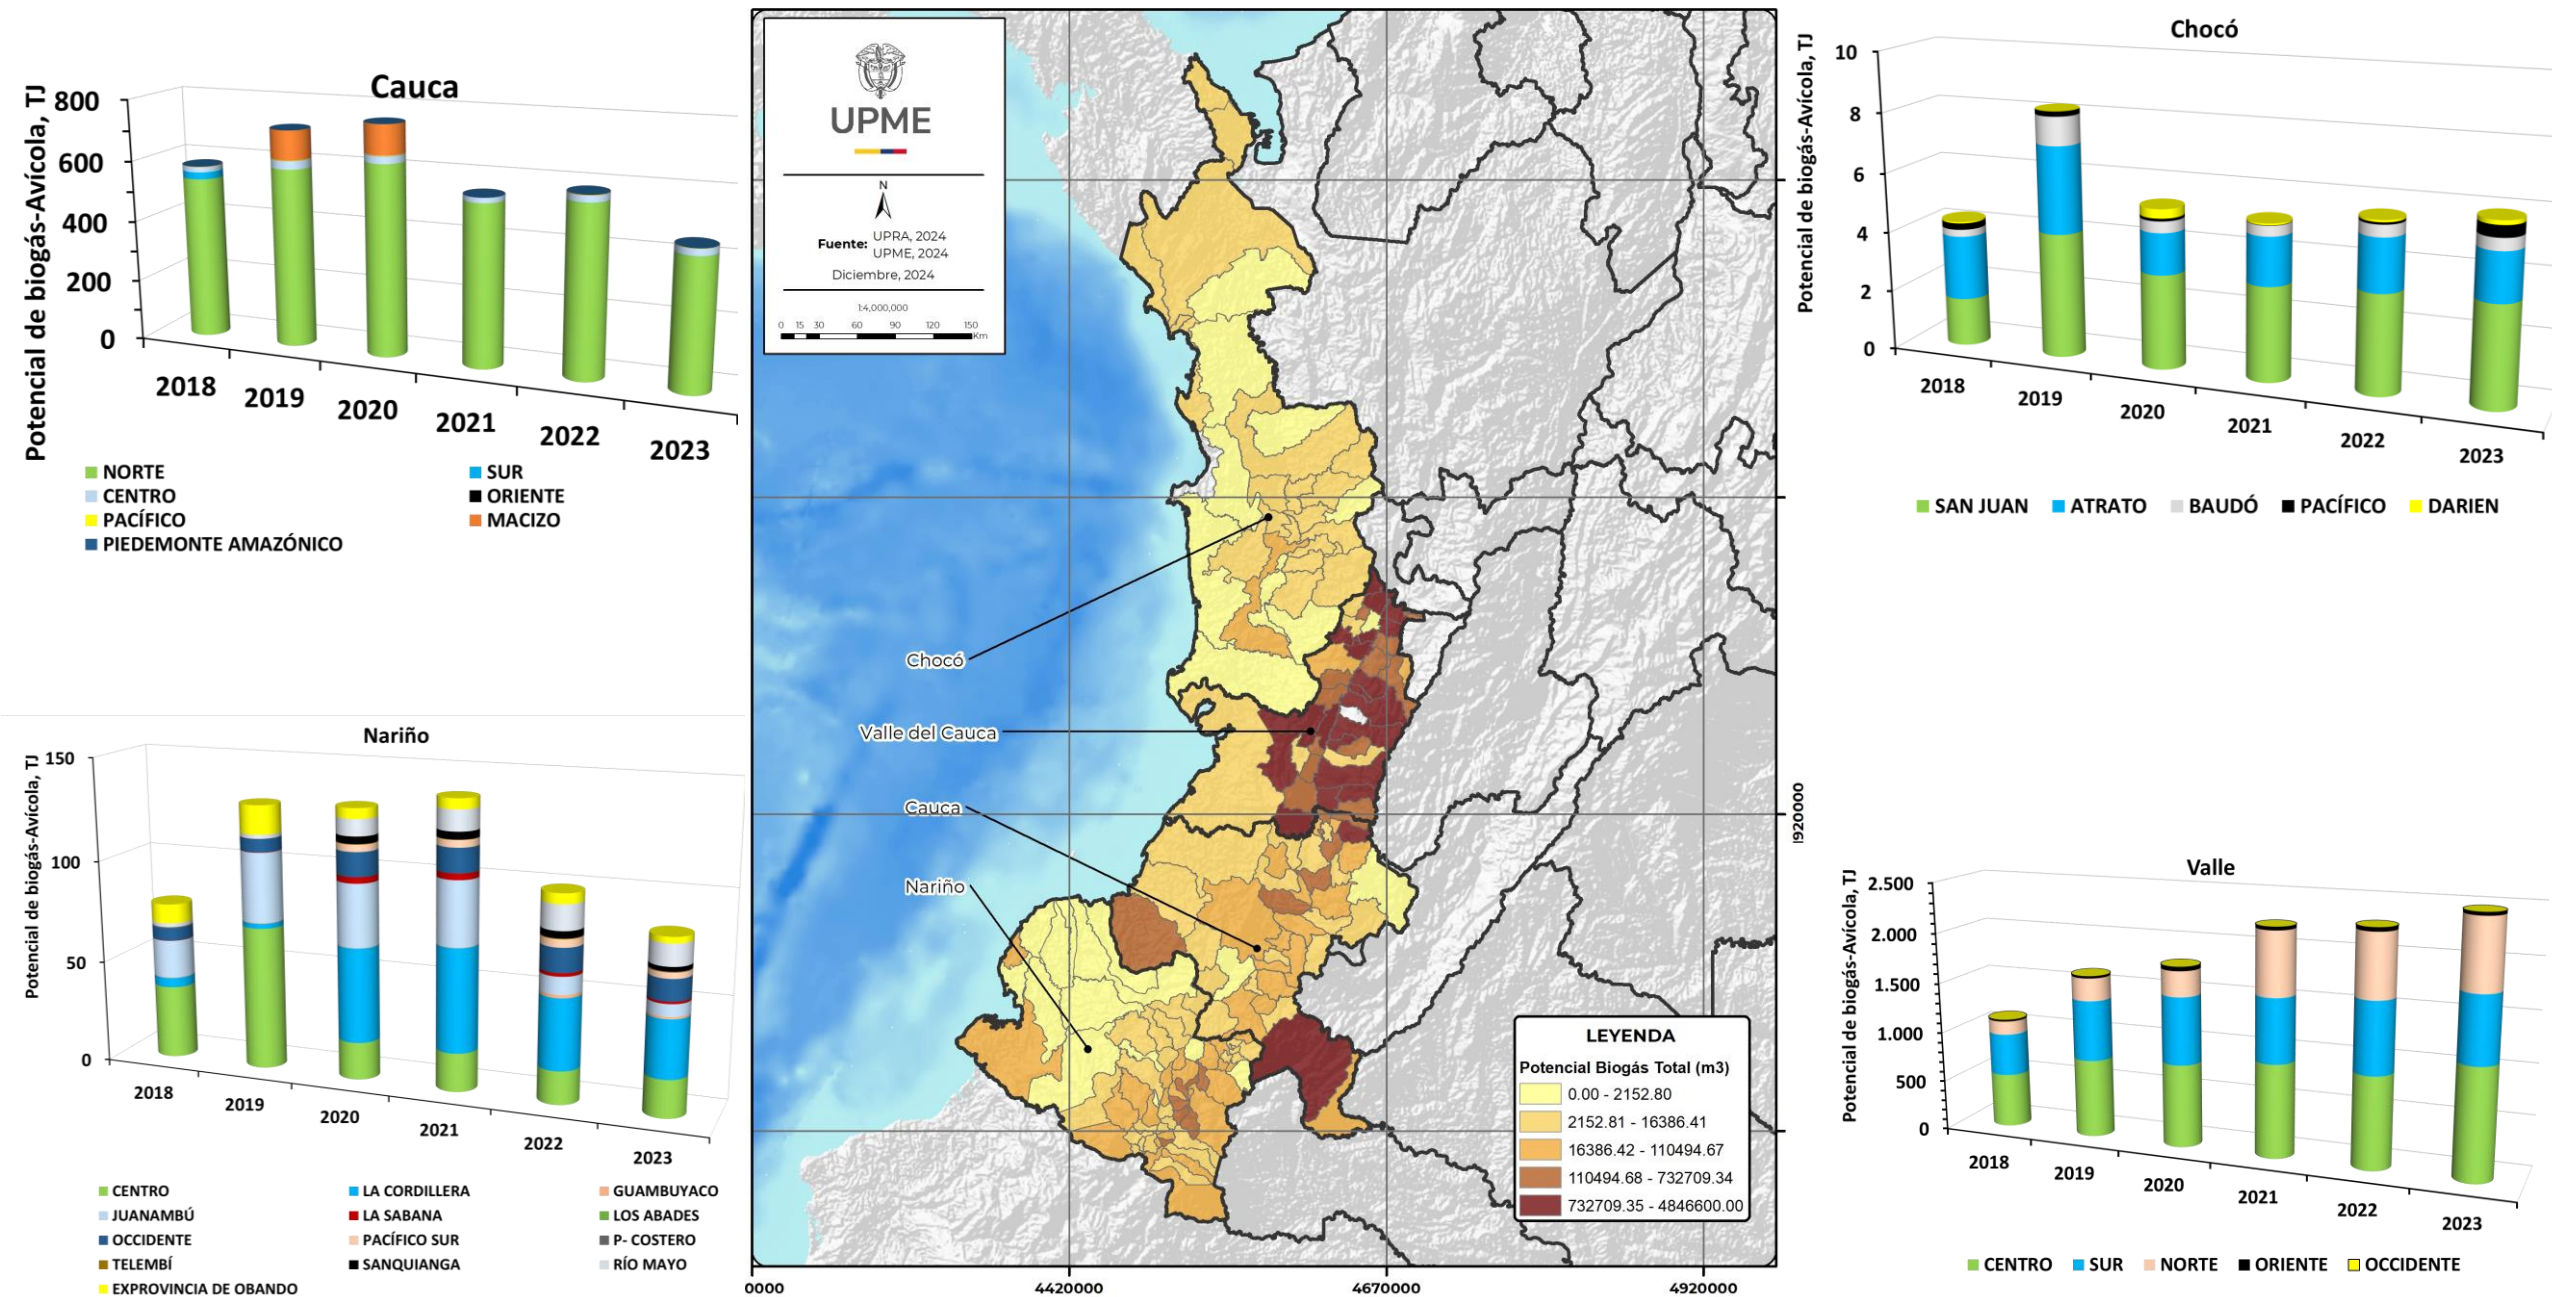 Cauca
Potencial de biogás-Avícola, TJ
800
600
400
200
0
2018
2019
2020
2021
2022
2023
NORTE
SUR
CENTRO
ORIENTE
PACÍFICO
MACIZO
PIEDEMONTE AMAZÓNICO
Nariño
Potencial de biogás-Avícola, TJ
150
100
50
0
2018
2019
2020
2021
2022
2023
CENTRO
LA CORDILLERA
GUAMBUYACO
JUANAMBÚ
LA SABANA
LOS ABADES
OCCIDENTE
PACÍFICO SUR
P- COSTERO
TELEMBÍ
SANQUIANGA
RÍO MAYO
EXPROVINCIA DE OBANDO
UPME
N
Fuente: UPRA, 2024
UPME, 2024
Diciembre, 2024
1:4,000,000
0 15 30 60 90 120 150
Km
Chocó
Valle del Cauca
Cauca
Nariño
LEYENDA
Potencial Biogás Total (m3)
0.00 - 2152.80
2152.81 - 16386.41
16386.42 - 110494.67
110494.68 - 732709.34
732709.35 - 4846600.00
0000
4420000
4670000
4920000
1920000
Chocó
Potencial de biogás-Avícola, TJ
10
8
6
4
2
0
2018
2019
2020
2021
2022
2023
SAN JUAN
ATRATO
BAUDÓ
PACÍFICO
DARIEN
Valle
Potencial de biogás-Avícola, TJ
2.500
2.000
1.500
1.000
500
0
2018
2019
2020
2021
2022
2023
CENTRO
SUR
NORTE
ORIENTE
OCCIDENTE